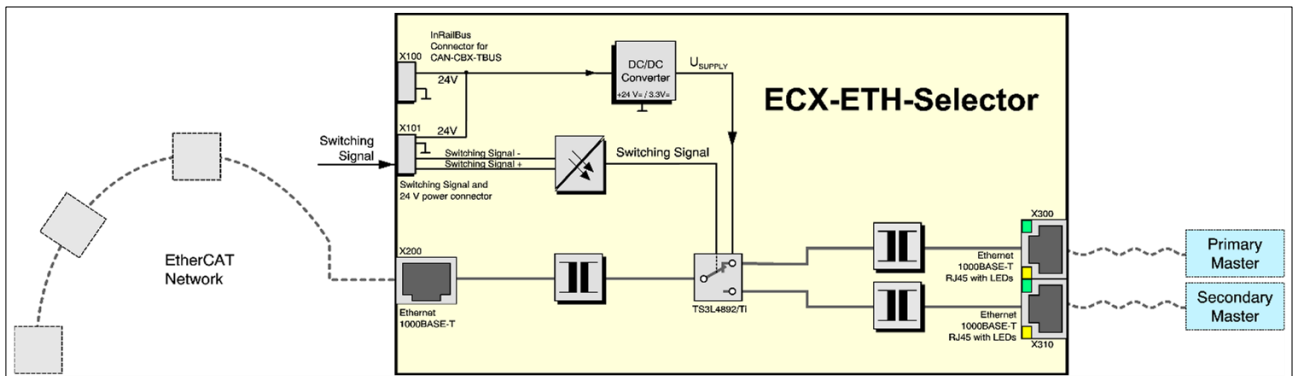 X100
InRailBus
Connector for
CAN-CBX-TBUS
24V
DC/DC
Converter
+24 V= / 3.3V=
USUPPLY
ECX-ETH-Selector
X101
24V
Switching
Signal
Switching Signal -
Switching Signal +
Switching Signal
Switching Signal and
24 V power connector
EtherCAT
Network
X200
Ethernet
1000BASE-T
TS3L4892/Ti
X300
Ethernet
1000BASE-T
RJ45 with LEDs
Primary
Master
Ethernet
1000BASE-T
RJ45 with LEDs
X310
Secondary
Master